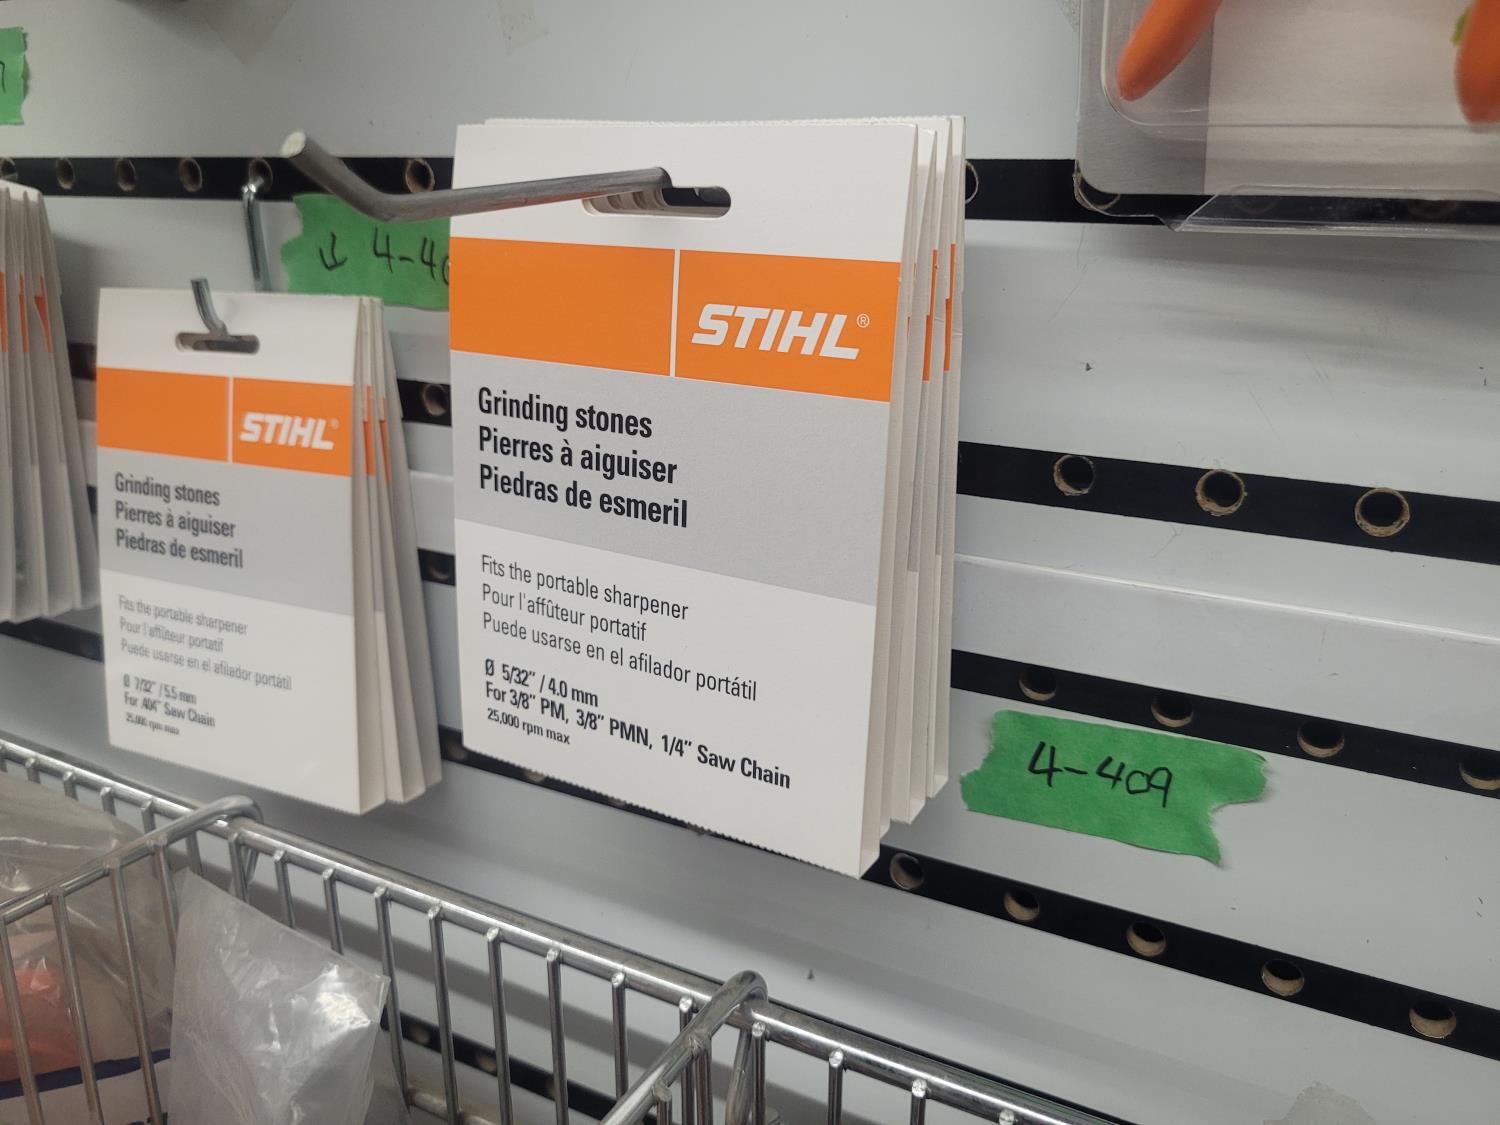 4-40
STIHL®
Grinding stones
Pierres à aiguiser
Piedras de esmeril
Fits the portable sharpener
Pour l'affûteur portatif
Puede usarse en el afilador portátil
Ø 7/32" / 5.5 mm
For .404" Saw Chain
25,000 rpm max
STIHL®
Grinding stones
Pierres à aiguiser
Piedras de esmeril
Fits the portable sharpener
Pour l'affûteur portatif
Puede usarse en el afilador portátil
Ø 5/32" / 4.0 mm
For 3/8" PM, 3/8" PMN, 1/4" Saw Chain
25,000 rpm max
4-409